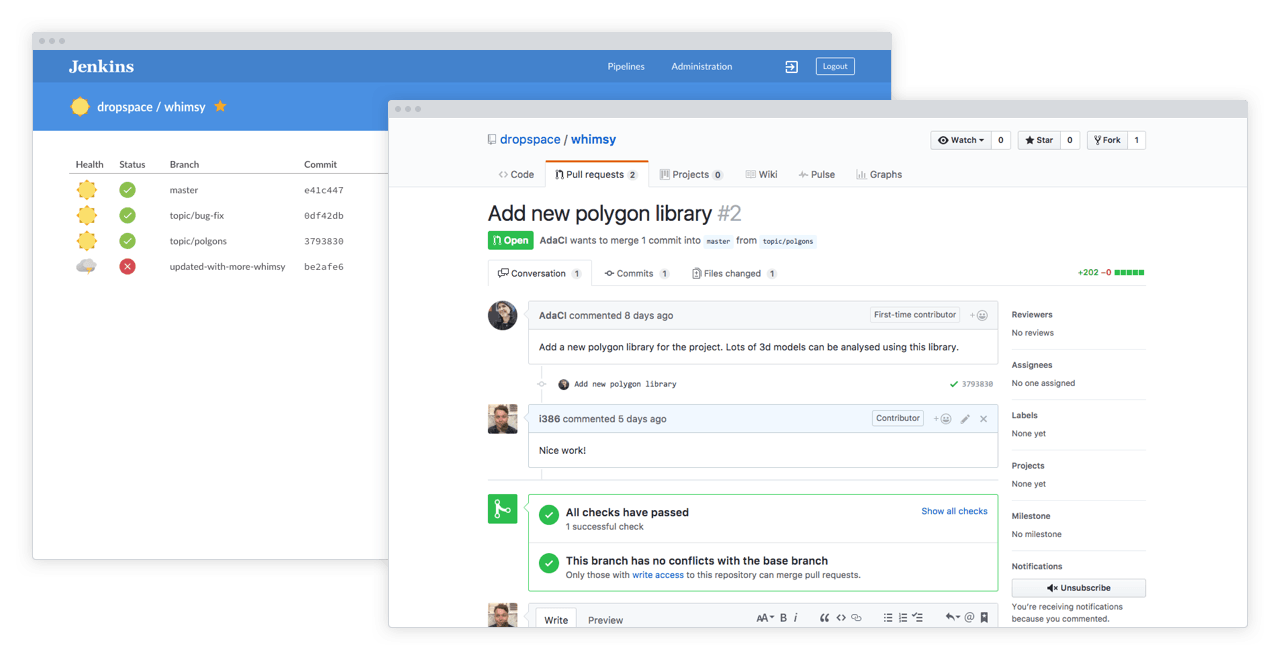 Jenkins
Pipelines Administration Logout
dropspace / whimsy
Health Status Branch Commit
master e41c447
topic/bug-fix 0df42db
topic/polgons 3793830
updated-with-more-whimsy be2afe6
dropspace / whimsy
Watch 0 Star 0 Fork 1
Code Pull requests 2 Projects 0 Wiki Pulse Graphs
Add new polygon library #2
Open AdaCI wants to merge 1 commit into master from topic/polgons
Conversation 1 Commits 1 Files changed 1 +202 −0
AdaCI commented 8 days ago First-time contributor
Add a new polygon library for the project. Lots of 3d models can be analysed using this library.
Add new polygon library 3793830
i386 commented 5 days ago Contributor
Nice work!
All checks have passed Show all checks
1 successful check
This branch has no conflicts with the base branch
Only those with write access to this repository can merge pull requests.
Write Preview AA B i
Reviewers
No reviews
Assignees
No one assigned
Labels
None yet
Projects
None yet
Milestone
No milestone
Notifications
Unsubscribe
You're receiving notifications
because you commented.